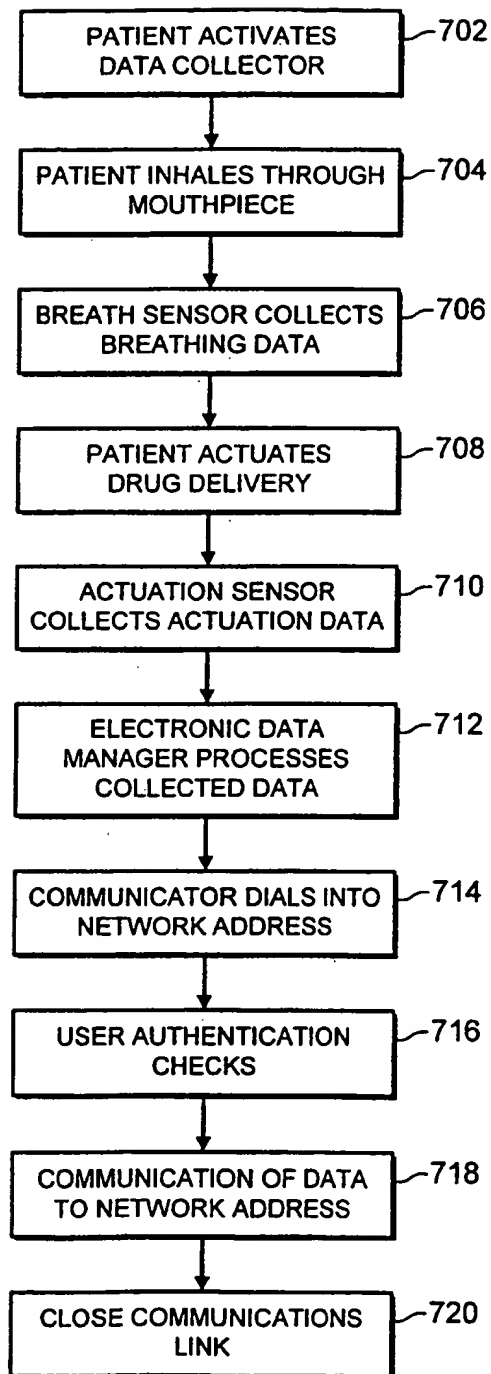 PATIENT ACTIVATES
DATA COLLECTOR
702
PATIENT INHALES THROUGH
MOUTHPIECE
704
BREATH SENSOR COLLECTS
BREATHING DATA
706
PATIENT ACTUATES
DRUG DELIVERY
708
ACTUATION SENSOR
COLLECTS ACTUATION DATA
710
ELECTRONIC DATA
MANAGER PROCESSES
COLLECTED DATA
712
COMMUNICATOR DIALS INTO
NETWORK ADDRESS
714
USER AUTHENTICATION
CHECKS
716
COMMUNICATION OF DATA
TO NETWORK ADDRESS
718
CLOSE COMMUNICATIONS
LINK
720